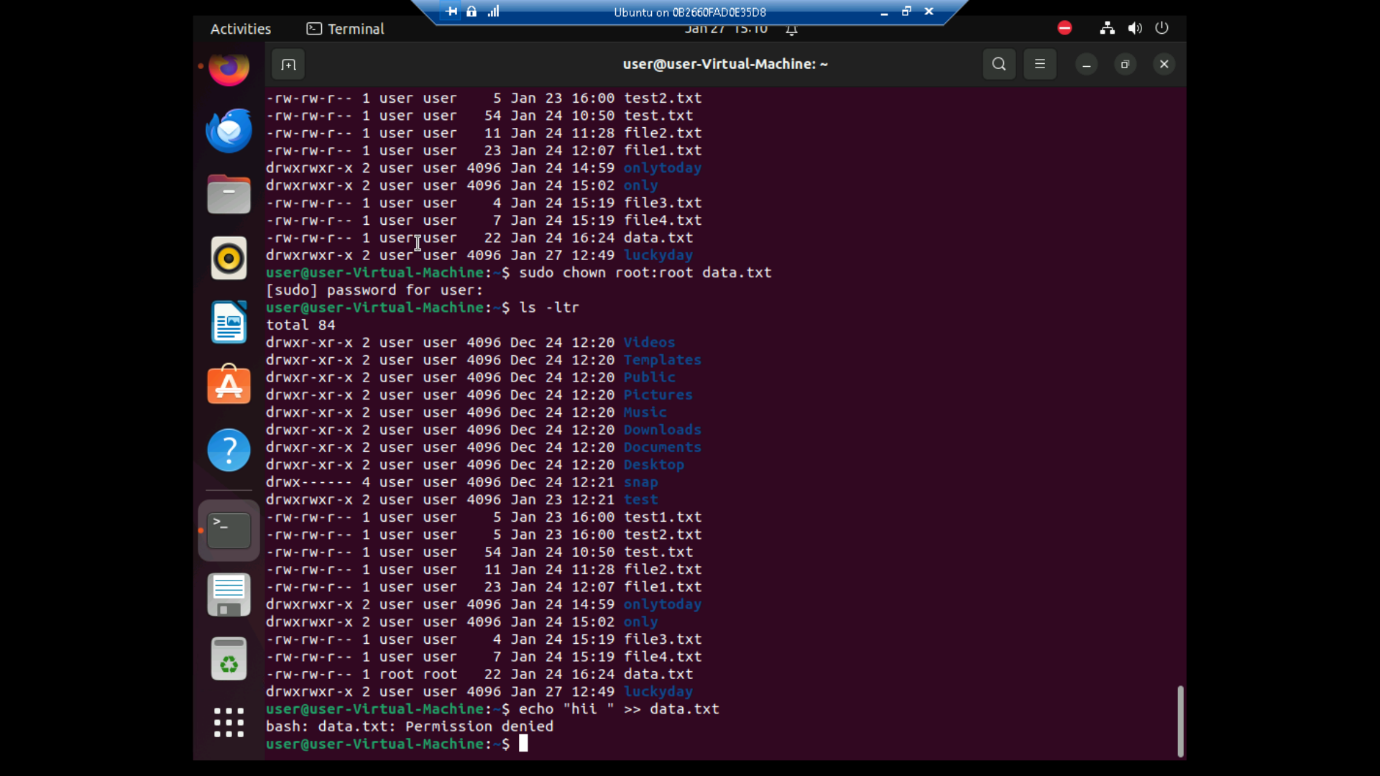 Ubuntu on 0B2660FAD0E35D8
Activities
Terminal
Jan 27 15:10
user@user-Virtual-Machine: ~
-rw-rw-r-- 1 user user    5 Jan 23 16:00 test2.txt
-rw-rw-r-- 1 user user   54 Jan 24 10:50 test.txt
-rw-rw-r-- 1 user user   11 Jan 24 11:28 file2.txt
-rw-rw-r-- 1 user user   23 Jan 24 12:07 file1.txt
drwxrwxr-x 2 user user 4096 Jan 24 14:59 onlytoday
drwxrwxr-x 2 user user 4096 Jan 24 15:02 only
-rw-rw-r-- 1 user user    4 Jan 24 15:19 file3.txt
-rw-rw-r-- 1 user user    7 Jan 24 15:19 file4.txt
-rw-rw-r-- 1 user user   22 Jan 24 16:24 data.txt
drwxrwxr-x 2 user user 4096 Jan 27 12:49 luckyday
user@user-Virtual-Machine:~$ sudo chown root:root data.txt
[sudo] password for user:
user@user-Virtual-Machine:~$ ls -ltr
total 84
drwxr-xr-x 2 user user 4096 Dec 24 12:20 Videos
drwxr-xr-x 2 user user 4096 Dec 24 12:20 Templates
drwxr-xr-x 2 user user 4096 Dec 24 12:20 Public
drwxr-xr-x 2 user user 4096 Dec 24 12:20 Pictures
drwxr-xr-x 2 user user 4096 Dec 24 12:20 Music
drwxr-xr-x 2 user user 4096 Dec 24 12:20 Downloads
drwxr-xr-x 2 user user 4096 Dec 24 12:20 Documents
drwxr-xr-x 2 user user 4096 Dec 24 12:20 Desktop
drwx------ 4 user user 4096 Dec 24 12:21 snap
drwxrwxr-x 2 user user 4096 Jan 23 12:21 test
-rw-rw-r-- 1 user user    5 Jan 23 16:00 test1.txt
-rw-rw-r-- 1 user user    5 Jan 23 16:00 test2.txt
-rw-rw-r-- 1 user user   54 Jan 24 10:50 test.txt
-rw-rw-r-- 1 user user   11 Jan 24 11:28 file2.txt
-rw-rw-r-- 1 user user   23 Jan 24 12:07 file1.txt
drwxrwxr-x 2 user user 4096 Jan 24 14:59 onlytoday
drwxrwxr-x 2 user user 4096 Jan 24 15:02 only
-rw-rw-r-- 1 user user    4 Jan 24 15:19 file3.txt
-rw-rw-r-- 1 user user    7 Jan 24 15:19 file4.txt
-rw-rw-r-- 1 root root   22 Jan 24 16:24 data.txt
drwxrwxr-x 2 user user 4096 Jan 27 12:49 luckyday
user@user-Virtual-Machine:~$ echo "hii " >> data.txt
bash: data.txt: Permission denied
user@user-Virtual-Machine:~$